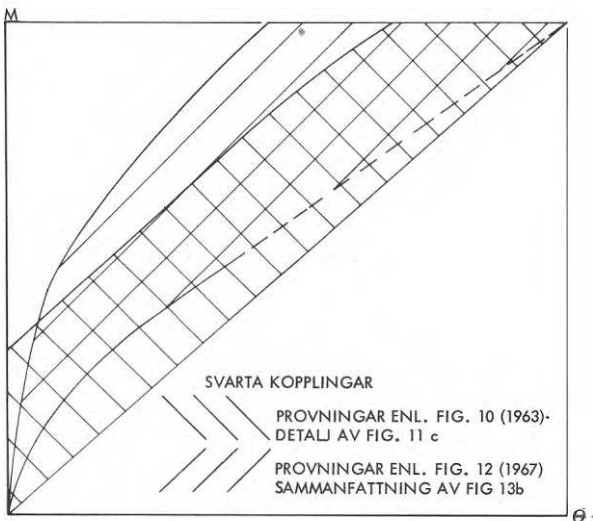 M
SVARTA KOPPLINGAR
PROVNINGAR ENL. FIG. 10 (1963)-
DETALJ AV FIG. 11 c
PROVNINGAR ENL. FIG. 12 (1967)
SAMMANFATTNING AV FIG 13b
Θ